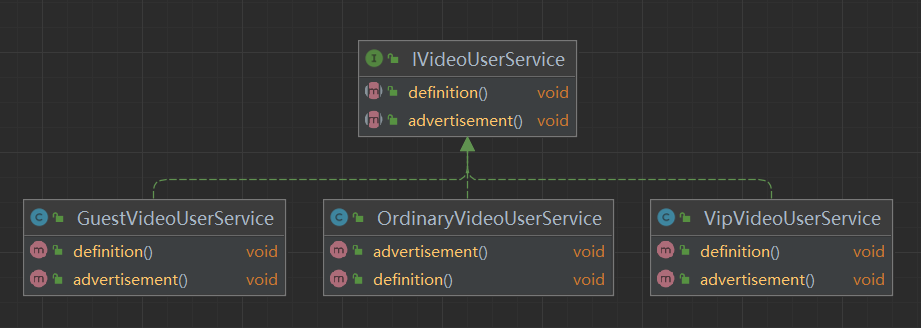 I IVideoUserService
m definition() void
m advertisement() void
C GuestVideoUserService
m definition() void
m advertisement() void
C OrdinaryVideoUserService
m advertisement() void
m definition() void
C VipVideoUserService
m definition() void
m advertisement() void